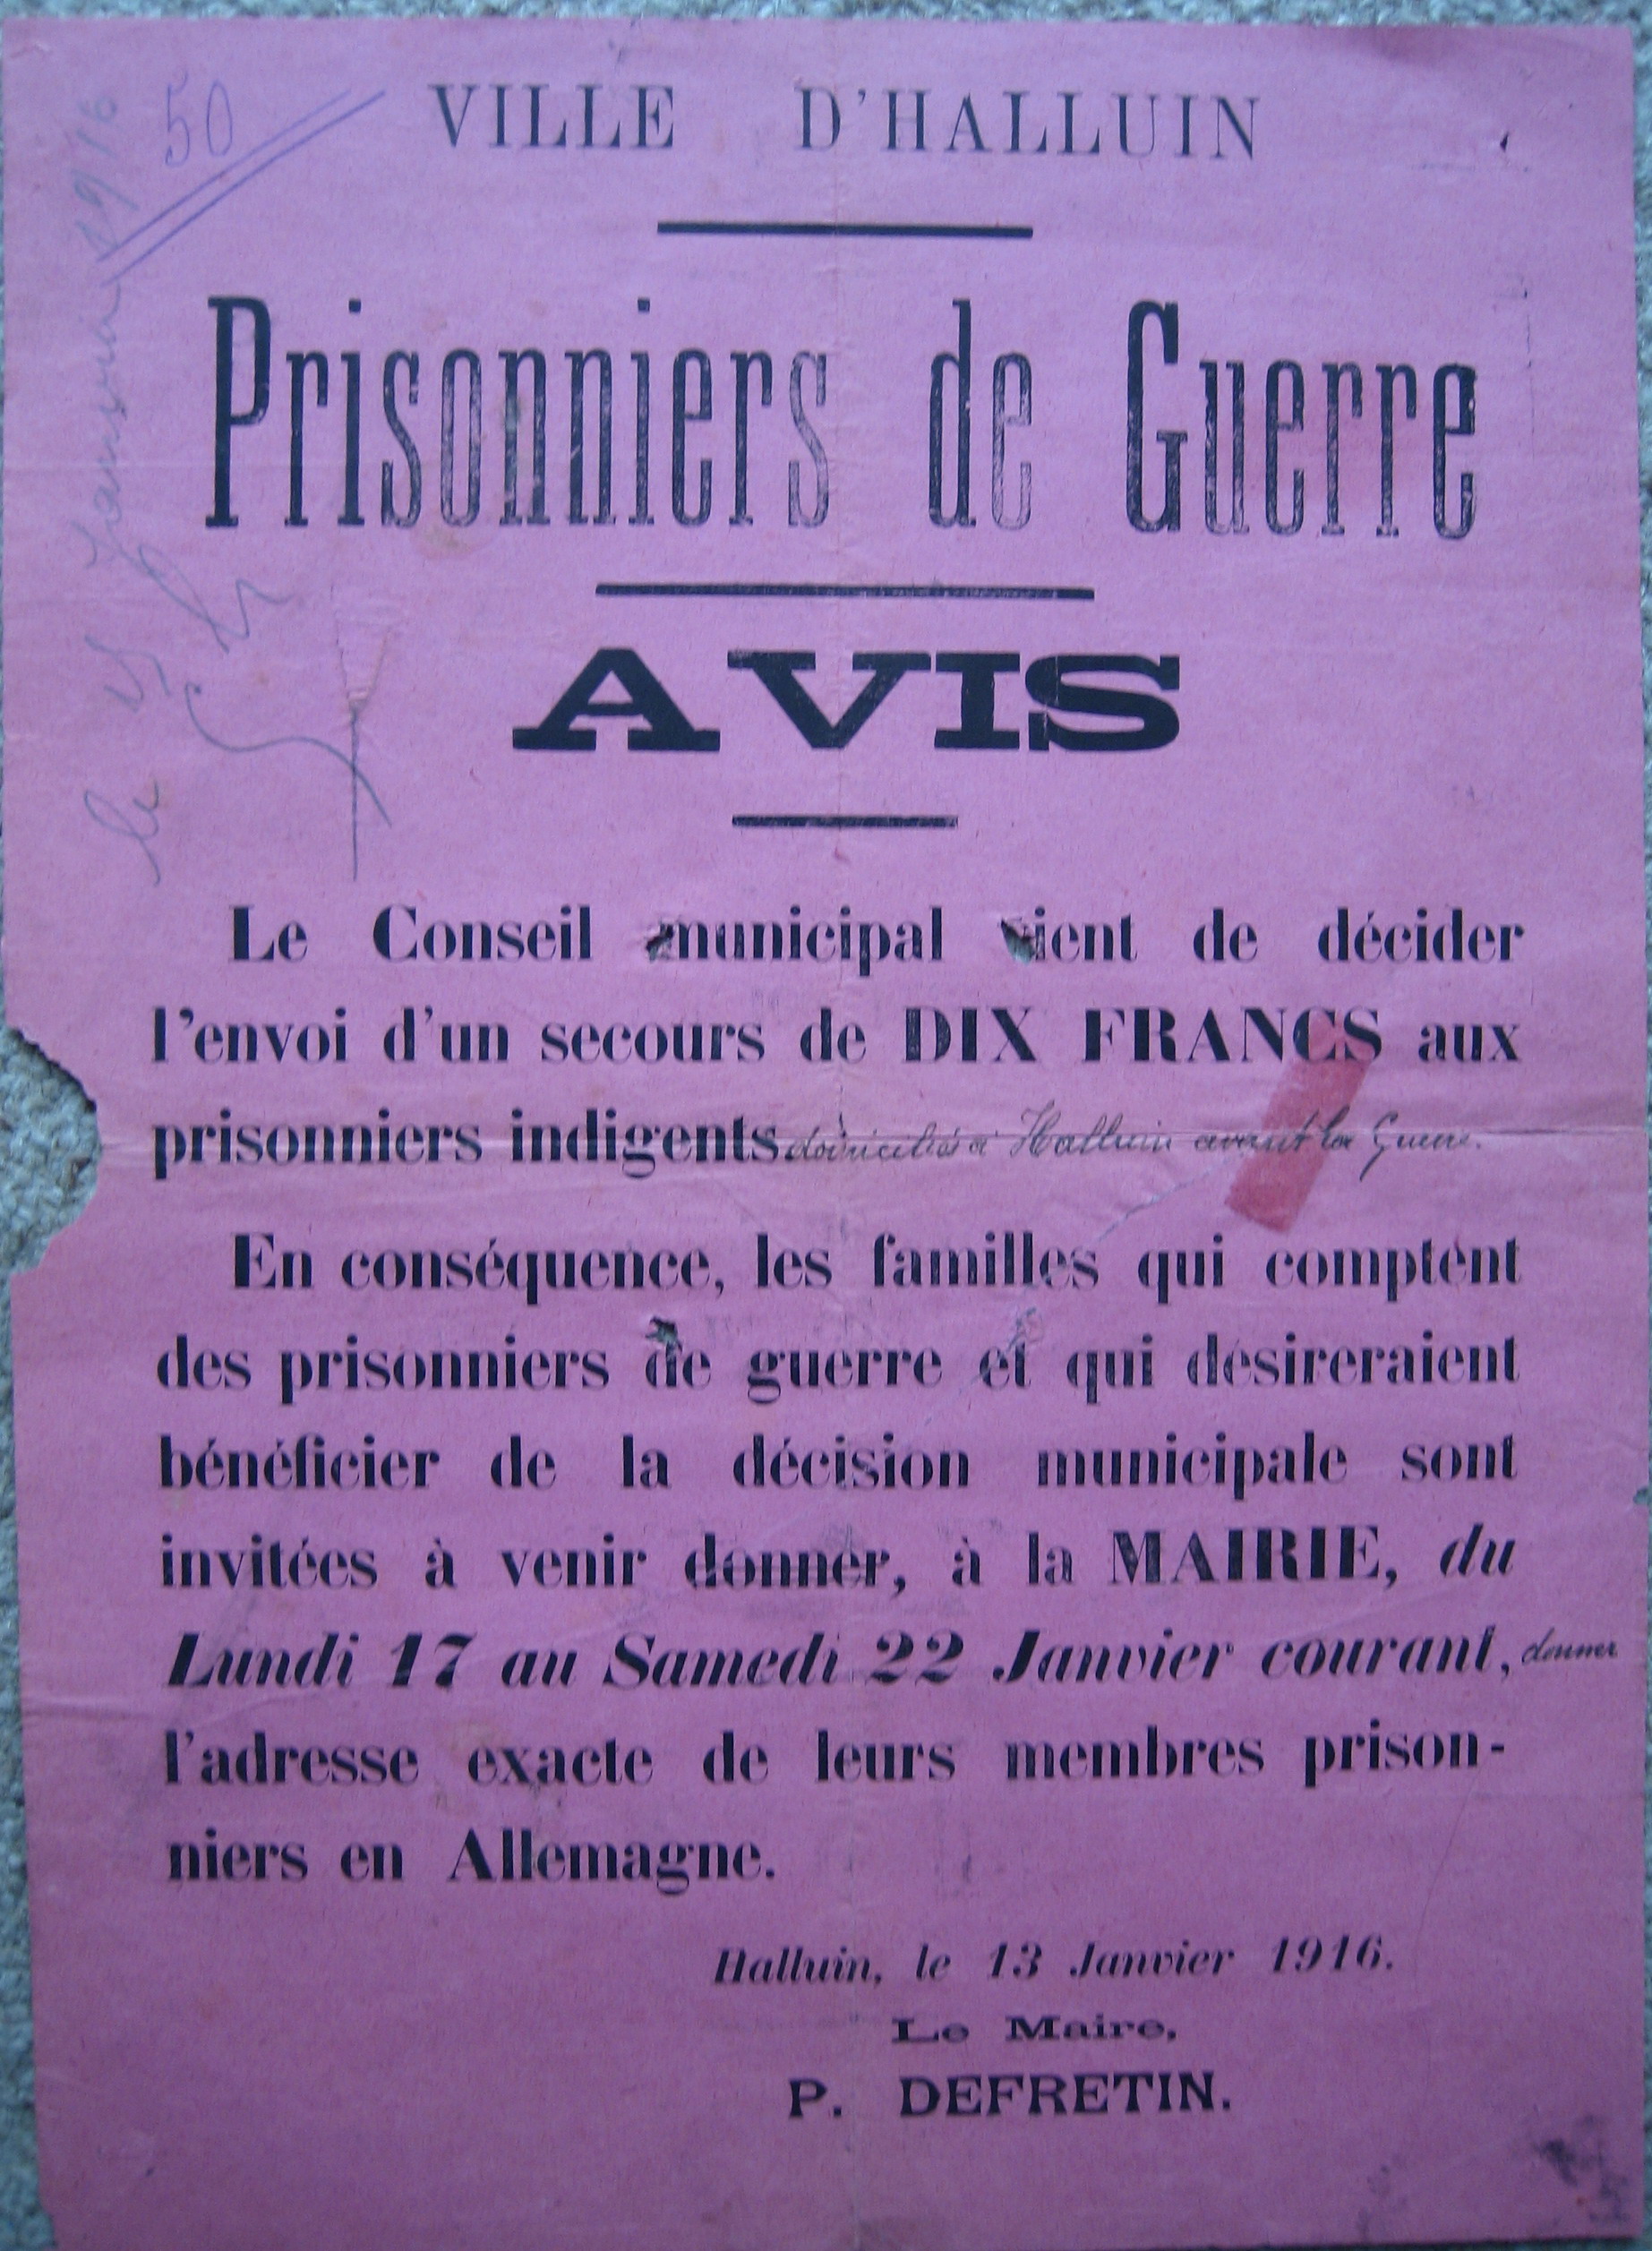 50
VILLE D'HALLUIN
Prisonniers de Guerre
AVIS
le 15 Janvier 1916
Le Conseil municipal vient de décider
l'envoi d'un secours de DIX FRANCS aux
prisonniers indigents domiciliés à Halluin avant la Guerre.
En conséquence, les familles qui comptent
des prisonniers de guerre et qui désireraient
bénéficier de la décision municipale sont
invitées à venir donner, à la MAIRIE, du
Lundi 17 au Samedi 22 Janvier courant, donner
l'adresse exacte de leurs membres prison-
niers en Allemagne.
Halluin, le 13 Janvier 1916.
Le Maire,
P. DEFRETIN.